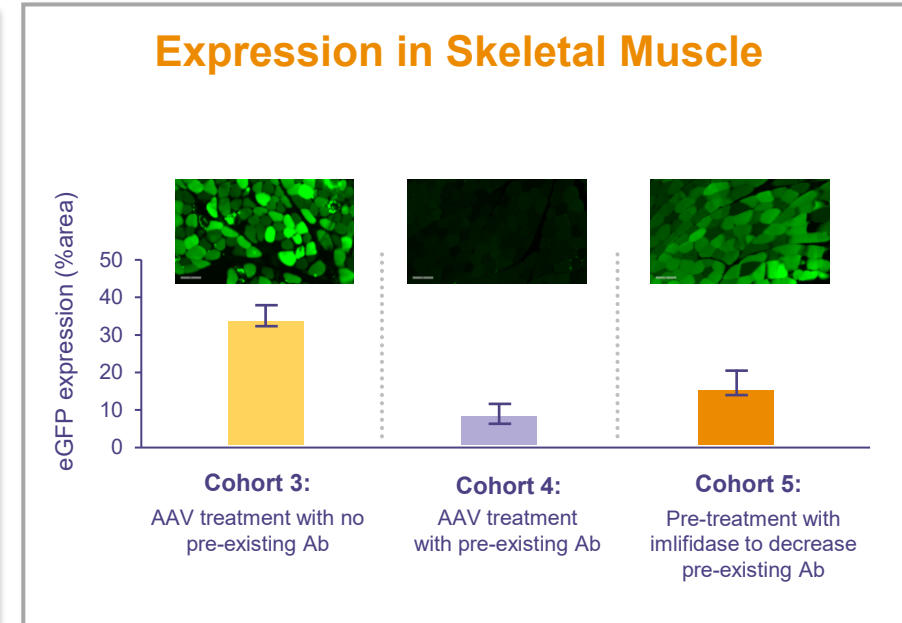 Expression in Skeletal Muscle
eGFP expression (%area)
50
40
30
20
10
0
Cohort 3:
AAV treatment with no
pre-existing Ab
Cohort 4:
AAV treatment
with pre-existing Ab
Cohort 5:
Pre-treatment with
imlifidase to decrease
pre-existing Ab